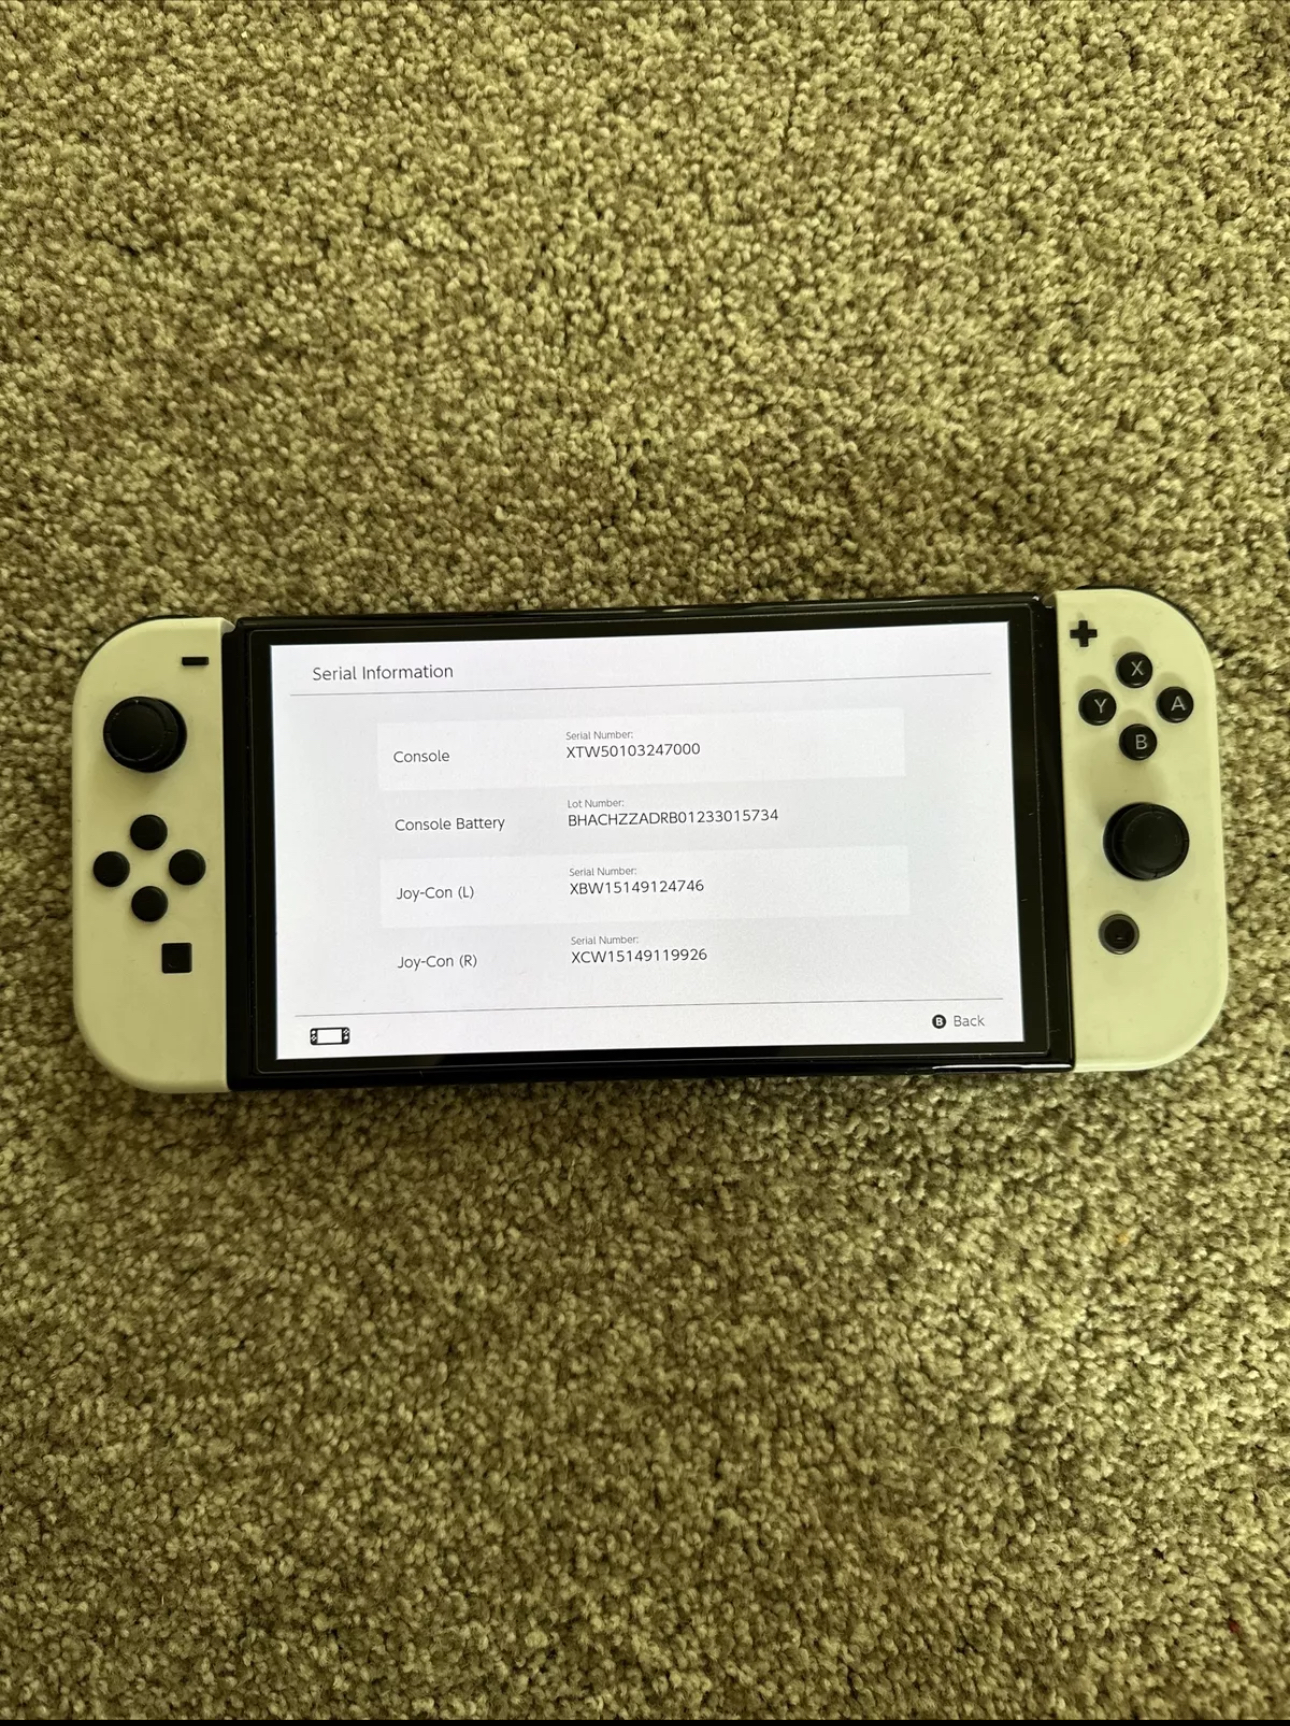 Serial Information
Console
Serial Number:
XTW50103247000
Console Battery
Lot Number:
BHACHZZADRB01233015734
Joy-Con (L)
Serial Number:
XBW15149124746
Joy-Con (R)
Serial Number:
XCW15149119926
B Back
X
Y
A
B